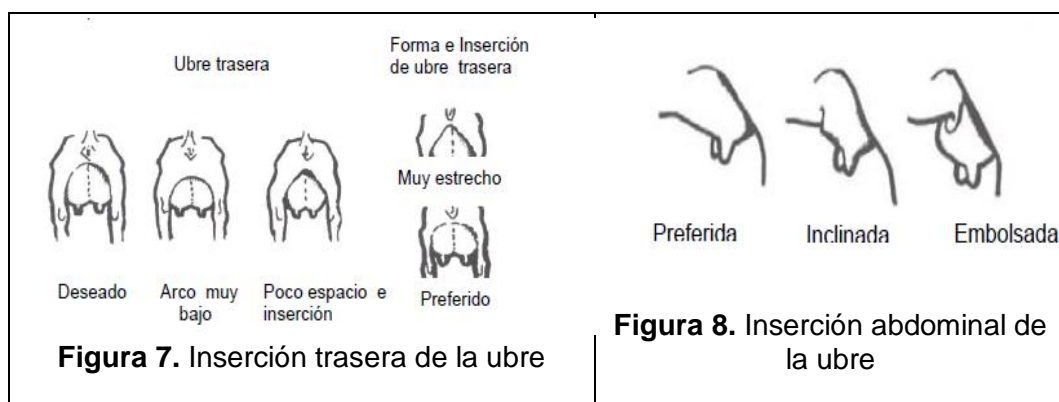 Ubre trasera
Forma e Inserción
de ubre trasera
Muy estrecho
Deseado
Arco muy
bajo
Poco espacio e
inserción
Preferido
Figura 7. Inserción trasera de la ubre
Preferida
Inclinada
Embolsada
Figura 8. Inserción abdominal de
la ubre